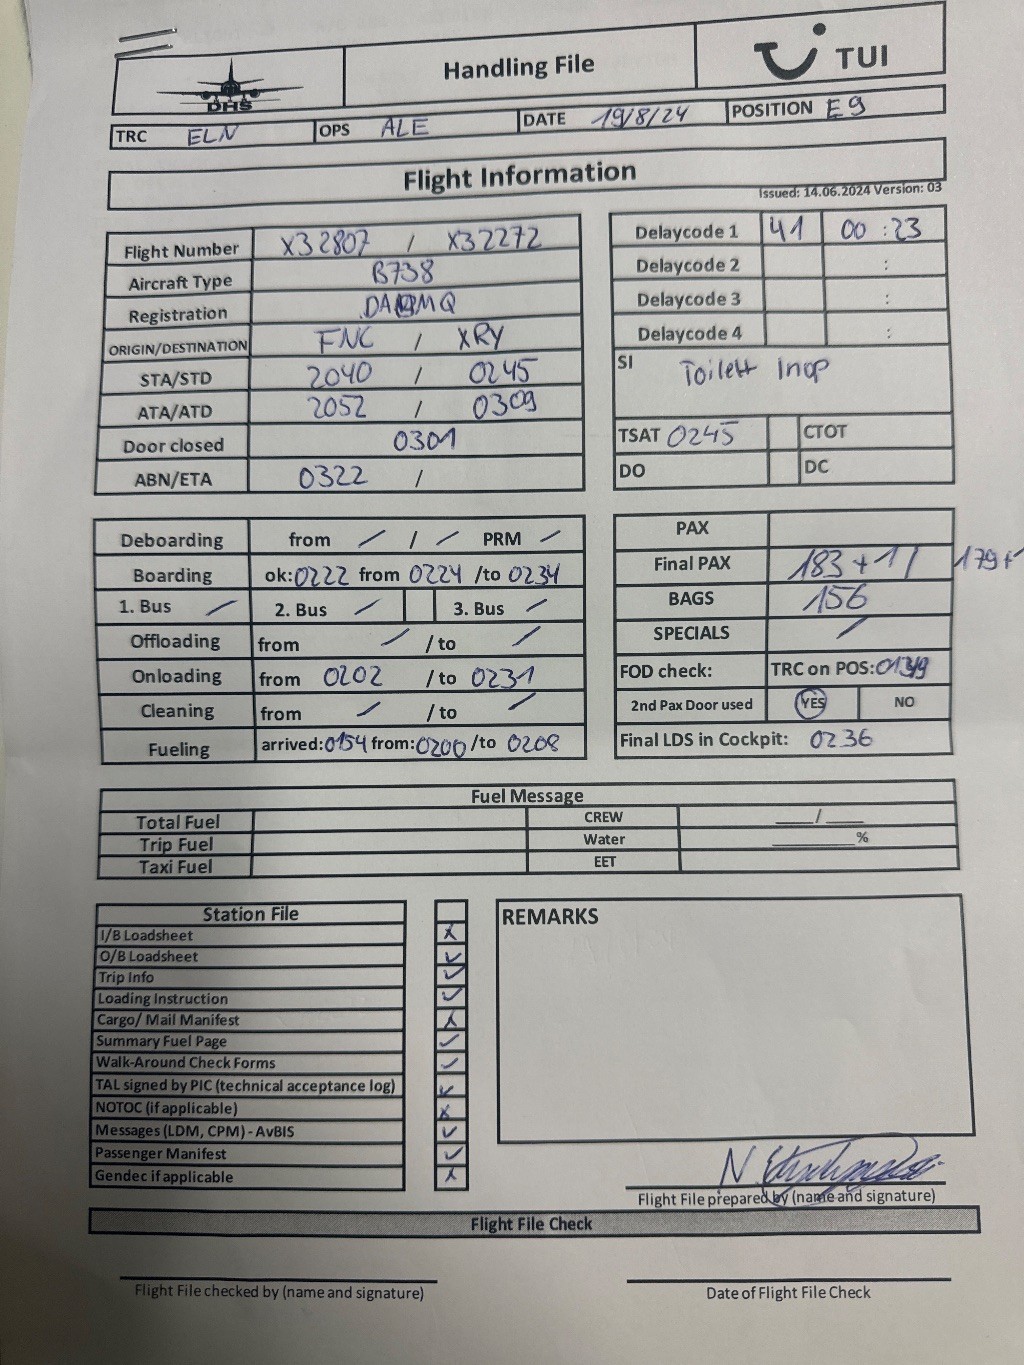 DHS Handling File TUI
TRC ELN OPS ALE DATE 19/8/24 POSITION E9
Flight Information
Issued: 14.06.2024 Version: 03
Flight Number X32807 / X32272
Aircraft Type B738
Registration
ORIGIN/DESTINATION FNC / XRY
STA/STD 2040 / 0245
ATA/ATD 2052 / 0309
Door closed 0301
ABN/ETA 0322 /
Delaycode 1 41 00 :23
Delaycode 2 :
Delaycode 3 :
Delaycode 4 :
SI Toilett Inop
TSAT 0245 CTOT
DO DC
Deboarding from / / / PRM /
Boarding ok:0222 from 0224 /to 0234
1. Bus / 2. Bus / 3. Bus /
Offloading from / / to /
Onloading from 0202 / to 0231
Cleaning from / / to /
Fueling arrived:0154 from:0200 /to 0208
PAX
Final PAX 183 + 1 / 179 +
BAGS 156
SPECIALS /
FOD check: TRC on POS:
2nd Pax Door used YES NO
Final LDS in Cockpit: 0236
Fuel Message
Total Fuel CREW ____/____
Trip Fuel Water ________%
Taxi Fuel EET
Station File
I/B Loadsheet x
O/B Loadsheet ✓
Trip Info ✓
Loading Instruction ✓
Cargo/ Mail Manifest x
Summary Fuel Page ✓
Walk-Around Check Forms ✓
TAL signed by PIC (technical acceptance log) ✓
NOTOC (if applicable) x
Messages (LDM, CPM) - AvBIS ✓
Passenger Manifest ✓
Gendec if applicable x
REMARKS
N
Flight File prepared by (name and signature)
Flight File Check
Flight File checked by (name and signature)
Date of Flight File Check